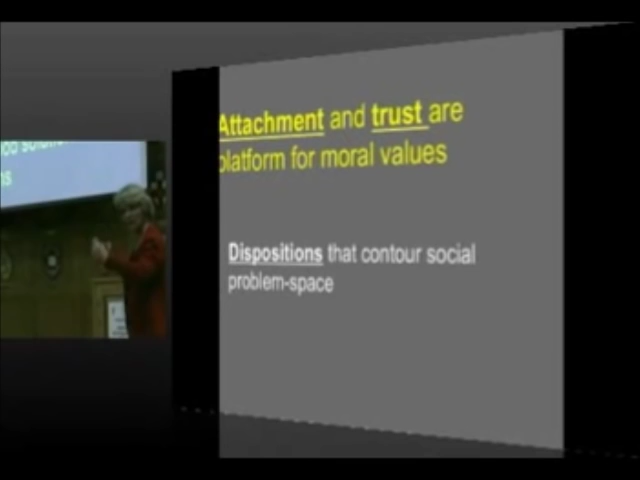 Attachment and trust are
platform for moral values
Dispositions that contour social
problem-space